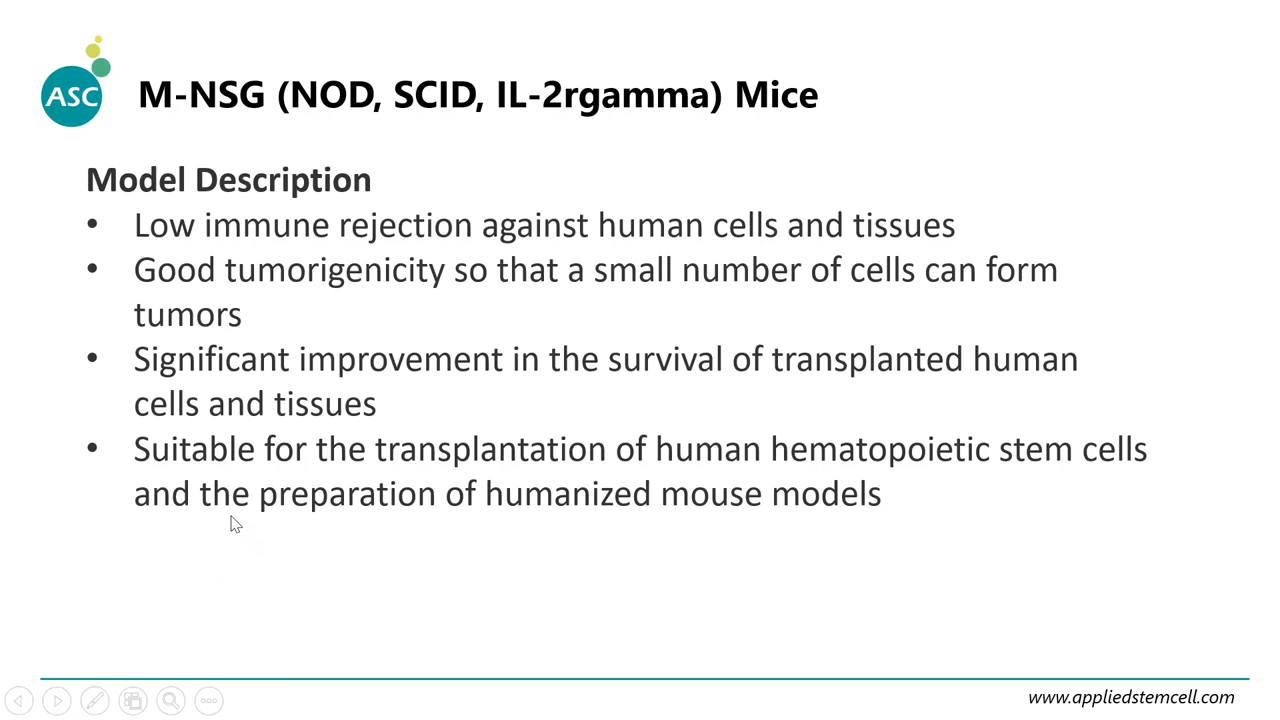 ASC
M-NSG (NOD, SCID, IL-2rgamma) Mice
Model Description
• Low immune rejection against human cells and tissues
• Good tumorigenicity so that a small number of cells can form
tumors
• Significant improvement in the survival of transplanted human
cells and tissues
• Suitable for the transplantation of human hematopoietic stem cells
and the preparation of humanized mouse models
www.appliedstemcell.com